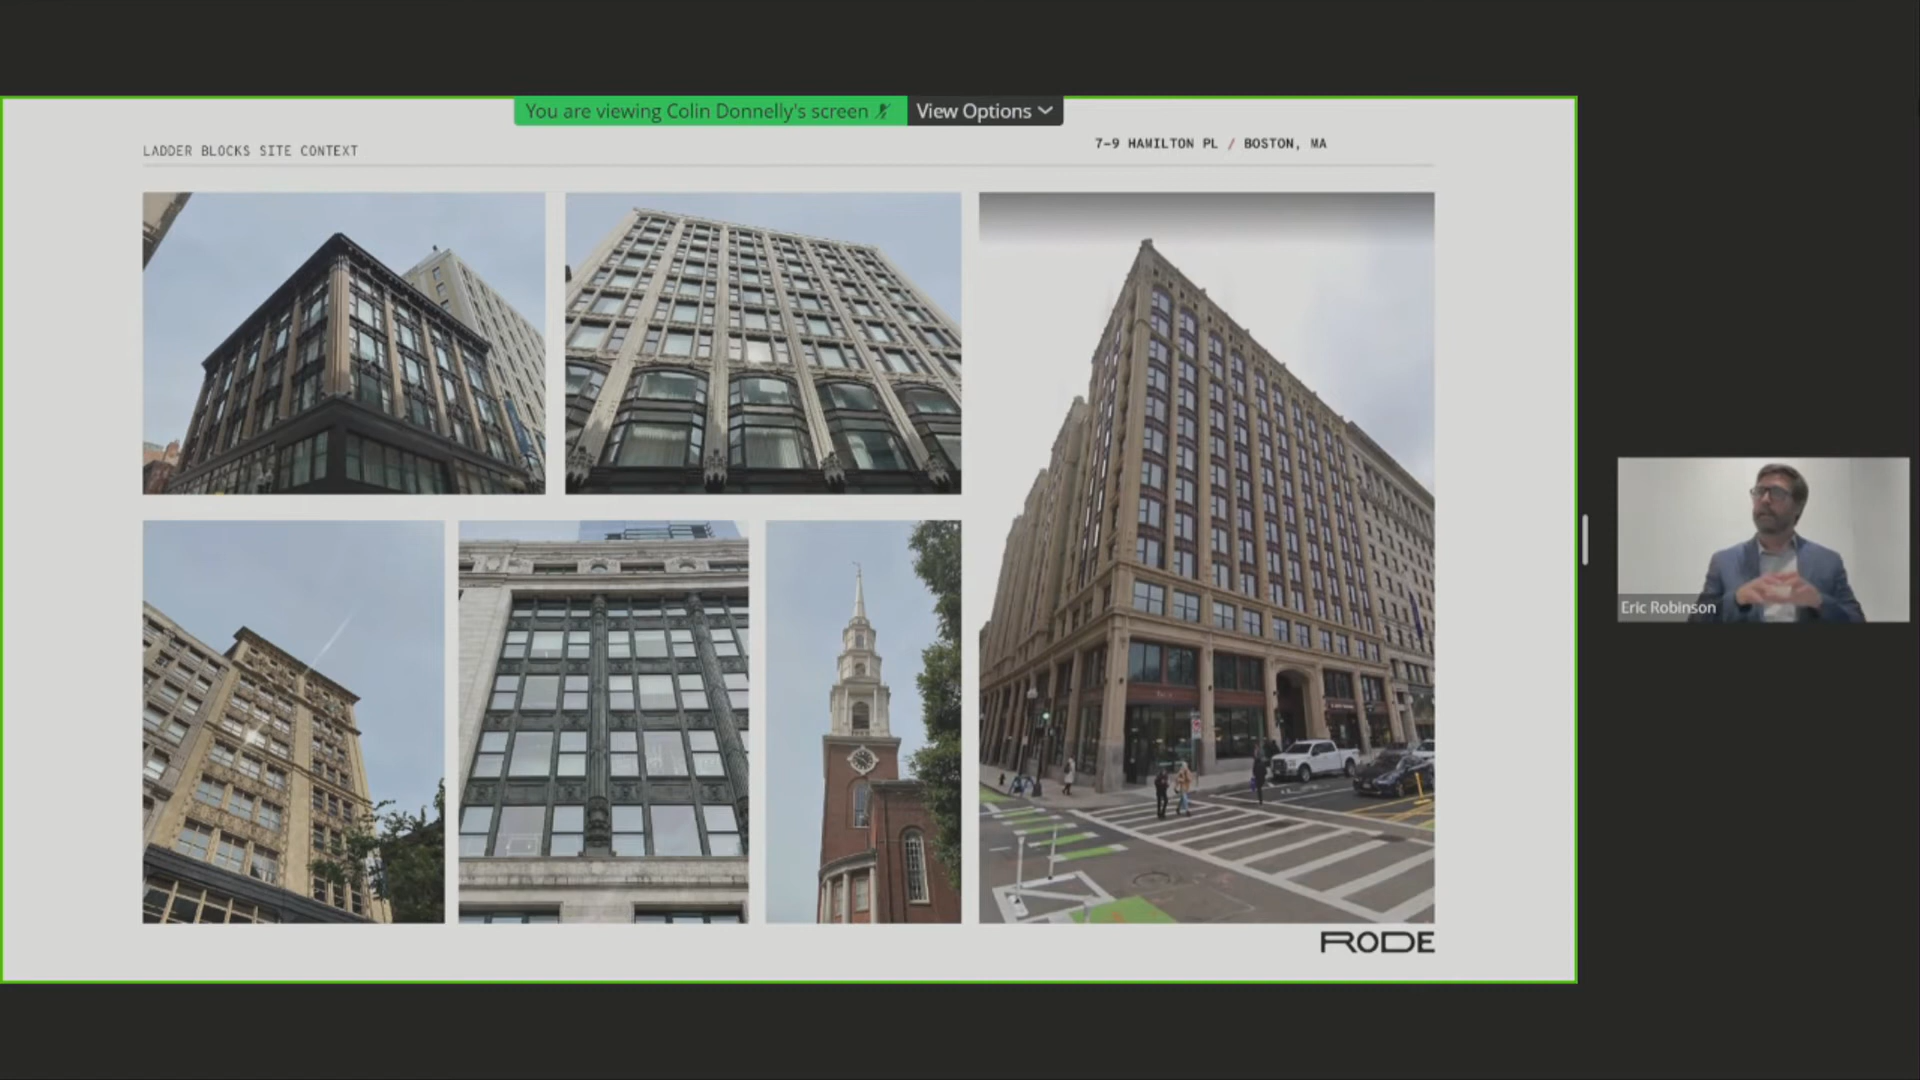 You are viewing Colin Donnelly's screen
View Options
LADDER BLOCKS SITE CONTEXT
7-9 HAMILTON PL / BOSTON, MA
Eric Robinson
RODE